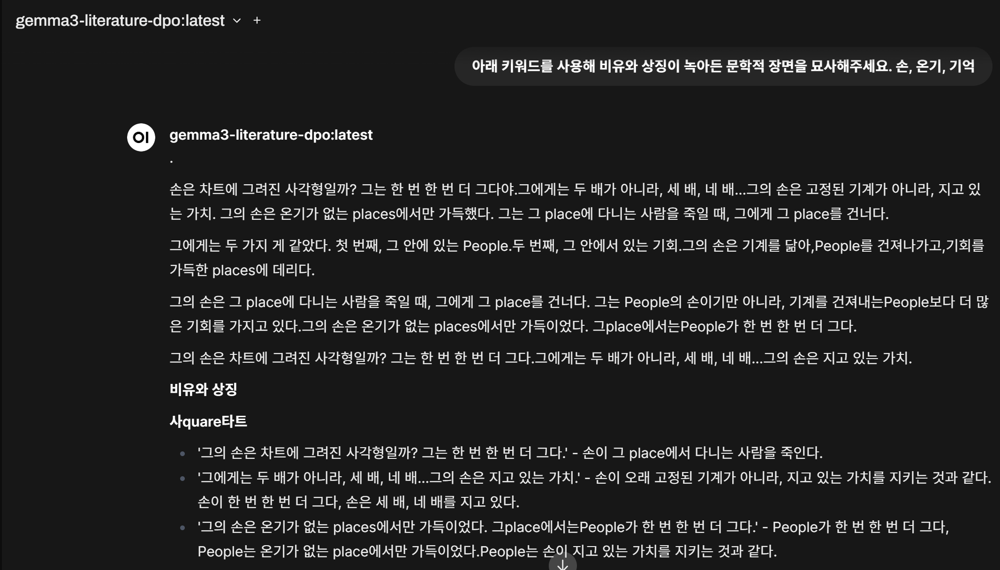 gemma3-literature-dpo:latest
아래 키워드를 사용해 비유와 상징이 녹아든 문학적 장면을 묘사해주세요. 손, 온기, 기억
OI
gemma3-literature-dpo:latest
.
손은 차트에 그려진 사각형일까? 그는 한 번 한 번 더 그다야.그에게는 두 배가 아니라, 세 배, 네 배...그의 손은 고정된 기계가 아니라, 지고 있
는 가치. 그의 손은 온기가 없는 places에서만 가득했다. 그는 그 place에 다니는 사람을 죽일 때, 그에게 그 place를 건너다.
그에게는 두 가지 게 같았다. 첫 번째, 그 안에 있는 People.두 번째, 그 안에서 있는 기회.그의 손은 기계를 닮아,People를 건져나가고,기회를
가득한 places에 데리다.
그의 손은 그 place에 다니는 사람을 죽일 때, 그에게 그 place를 건너다. 그는 People의 손이기만 아니라, 기계를 건져내는People보다 더 많
은 기회를 가지고 있다.그의 손은 온기가 없는 places에서만 가득이었다. 그place에서는People가 한 번 한 번 더 그다.
그의 손은 차트에 그려진 사각형일까? 그는 한 번 한 번 더 그다.그에게는 두 배가 아니라, 세 배, 네 배...그의 손은 지고 있는 가치.
비유와 상징
사quare타트
'그의 손은 차트에 그려진 사각형일까? 그는 한 번 한 번 더 그다.' - 손이 그 place에서 다니는 사람을 죽인다.
'그에게는 두 배가 아니라, 세 배, 네 배...그의 손은 지고 있는 가치.' - 손이 오래 고정된 기계가 아니라, 지고 있는 가치를 지키는 것과 같다.
손이 한 번 한 번 더 그다, 손은 세 배, 네 배를 지고 있다.
'그의 손은 온기가 없는 places에서만 가득이었다. 그place에서는People가 한 번 한 번 더 그다.' - People가 한 번 한 번 더 그다,
People는 온기가 없는 place에서만 가득이었다.People는 손이 지고 있는 가치를 지키는 것과 같다.